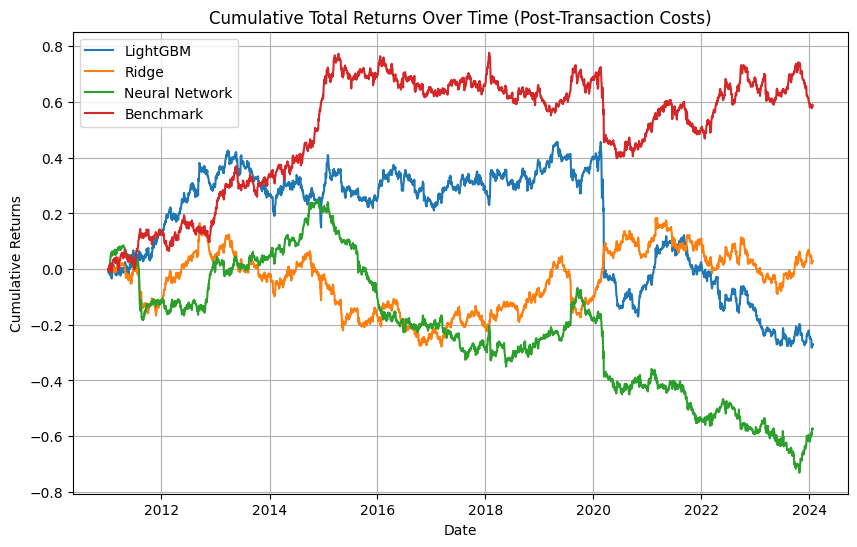 Cumulative Total Returns Over Time (Post-Transaction Costs)
LightGBM
Ridge
Neural Network
Benchmark
Cumulative Returns
0.8
0.6
0.4
0.2
0.0
−0.2
−0.4
−0.6
−0.8
2012
2014
2016
2018
2020
2022
2024
Date